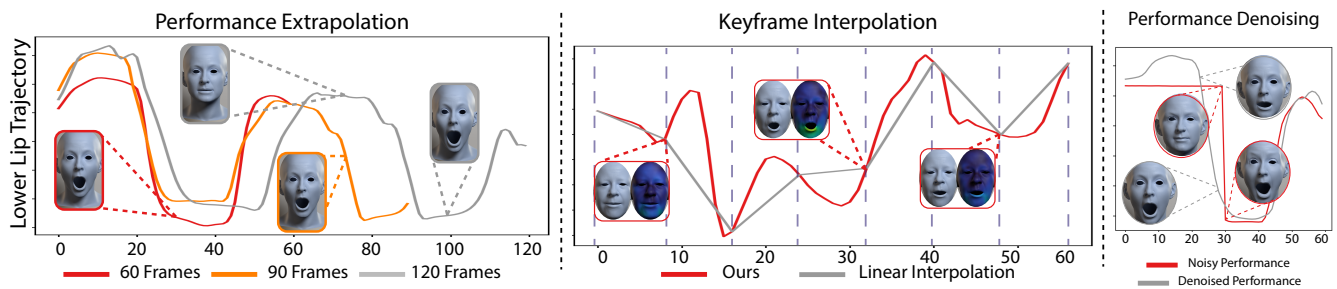 Performance Extrapolation
Keyframe Interpolation
Performance Denoising
Lower Lip Trajectory
0 20 40 60 80 100 120
0 10 20 30 40 50 60
0 10 20 30 40 50 60
60 Frames 90 Frames 120 Frames
Ours Linear Interpolation
Noisy Performance
Denoised Performance